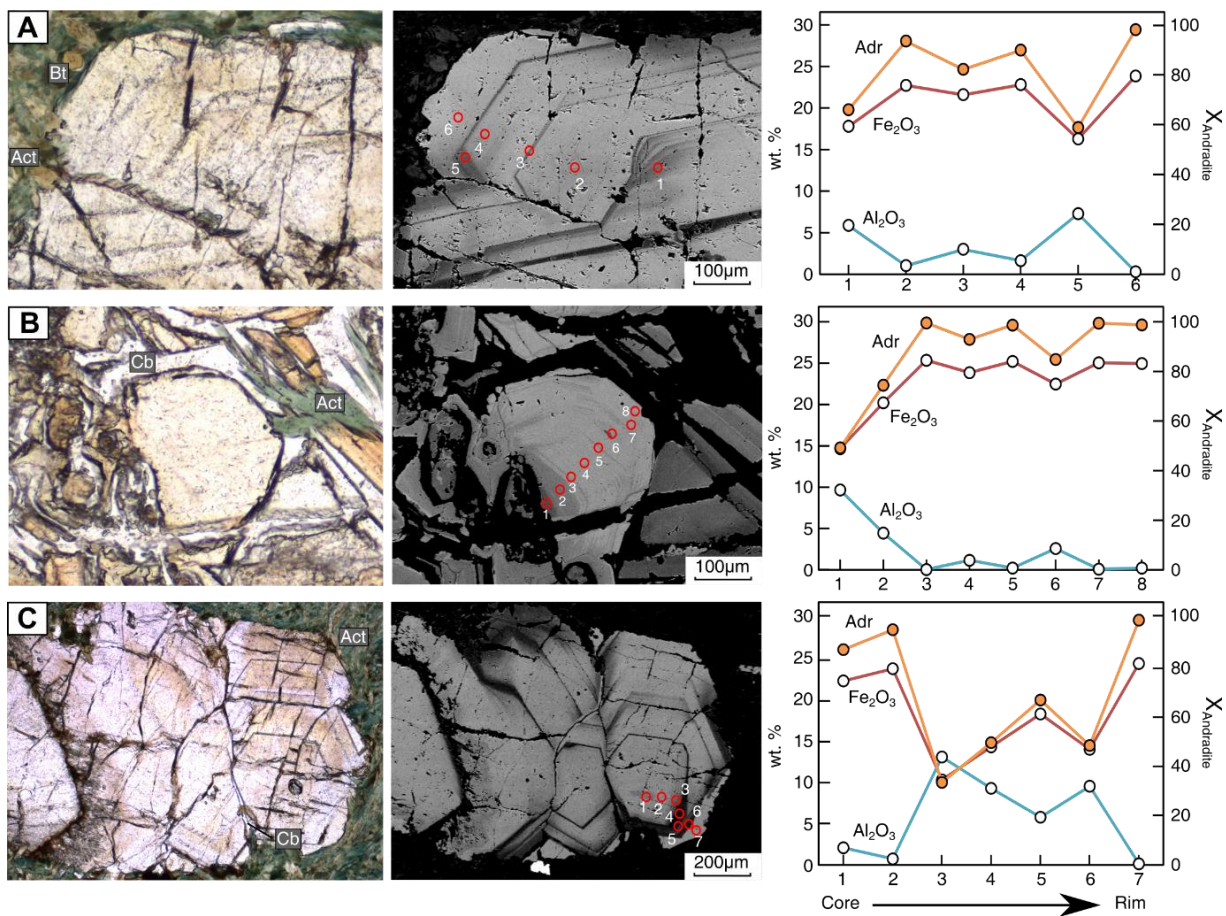 A
Bt
Act
6
4
5
3
2
1
100µm
wt. %
30
25
20
15
10
5
0
Adr
Fe₂O₃
Al₂O₃
1 2 3 4 5 6
100
80
60
40
20
0
XAndradite
B
Cb
Act
8
7
6
5
4
3
2
1
100µm
wt. %
30
25
20
15
10
5
0
Adr
Fe₂O₃
Al₂O₃
1 2 3 4 5 6 7 8
100
80
60
40
20
0
XAndradite
C
Act
Cb
1 2 3
4 6
5 7
200µm
wt. %
30
25
20
15
10
5
0
Adr
Fe₂O₃
Al₂O₃
1 2 3 4 5 6 7
100
80
60
40
20
0
XAndradite
Core Rim